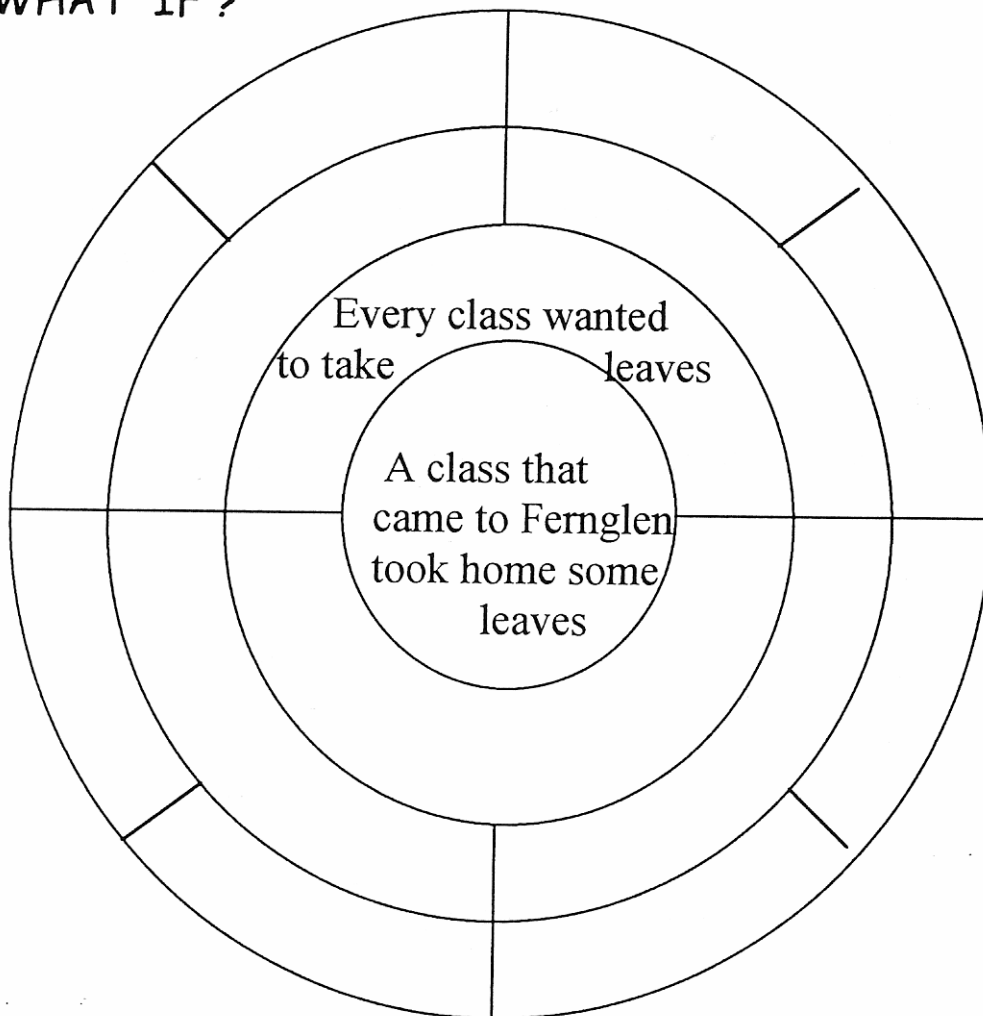 WHAT IF?
Every class wanted
to take leaves
A class that
came to Fernglen
took home some
leaves